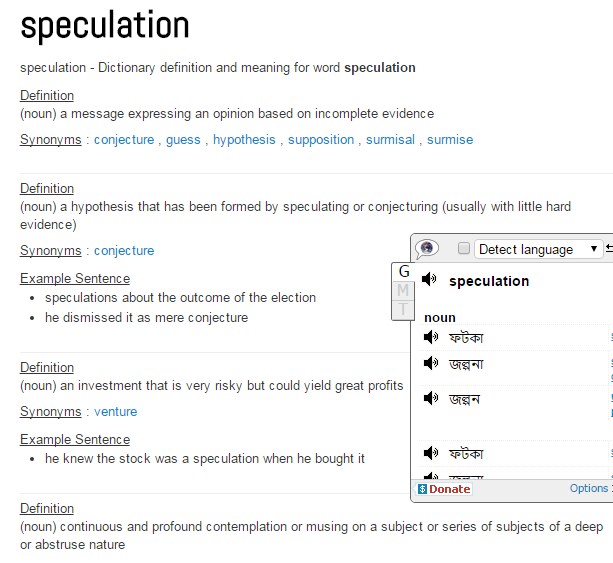 speculation
speculation - Dictionary definition and meaning for word speculation
Definition
(noun) a message expressing an opinion based on incomplete evidence
Synonyms : conjecture , guess , hypothesis , supposition , surmisal , surmise
Definition
(noun) a hypothesis that has been formed by speculating or conjecturing (usually with little hard
evidence)
Synonyms : conjecture
Example Sentence
• speculations about the outcome of the election
• he dismissed it as mere conjecture
Definition
(noun) an investment that is very risky but could yield great profits
Synonyms : venture
Example Sentence
• he knew the stock was a speculation when he bought it
Definition
(noun) continuous and profound contemplation or musing on a subject or series of subjects of a deep
or abstruse nature
Detect language
G
M
T
speculation
noun
ফটকা
জল্পনা
জল্পন
ফটকা
$ Donate
Options